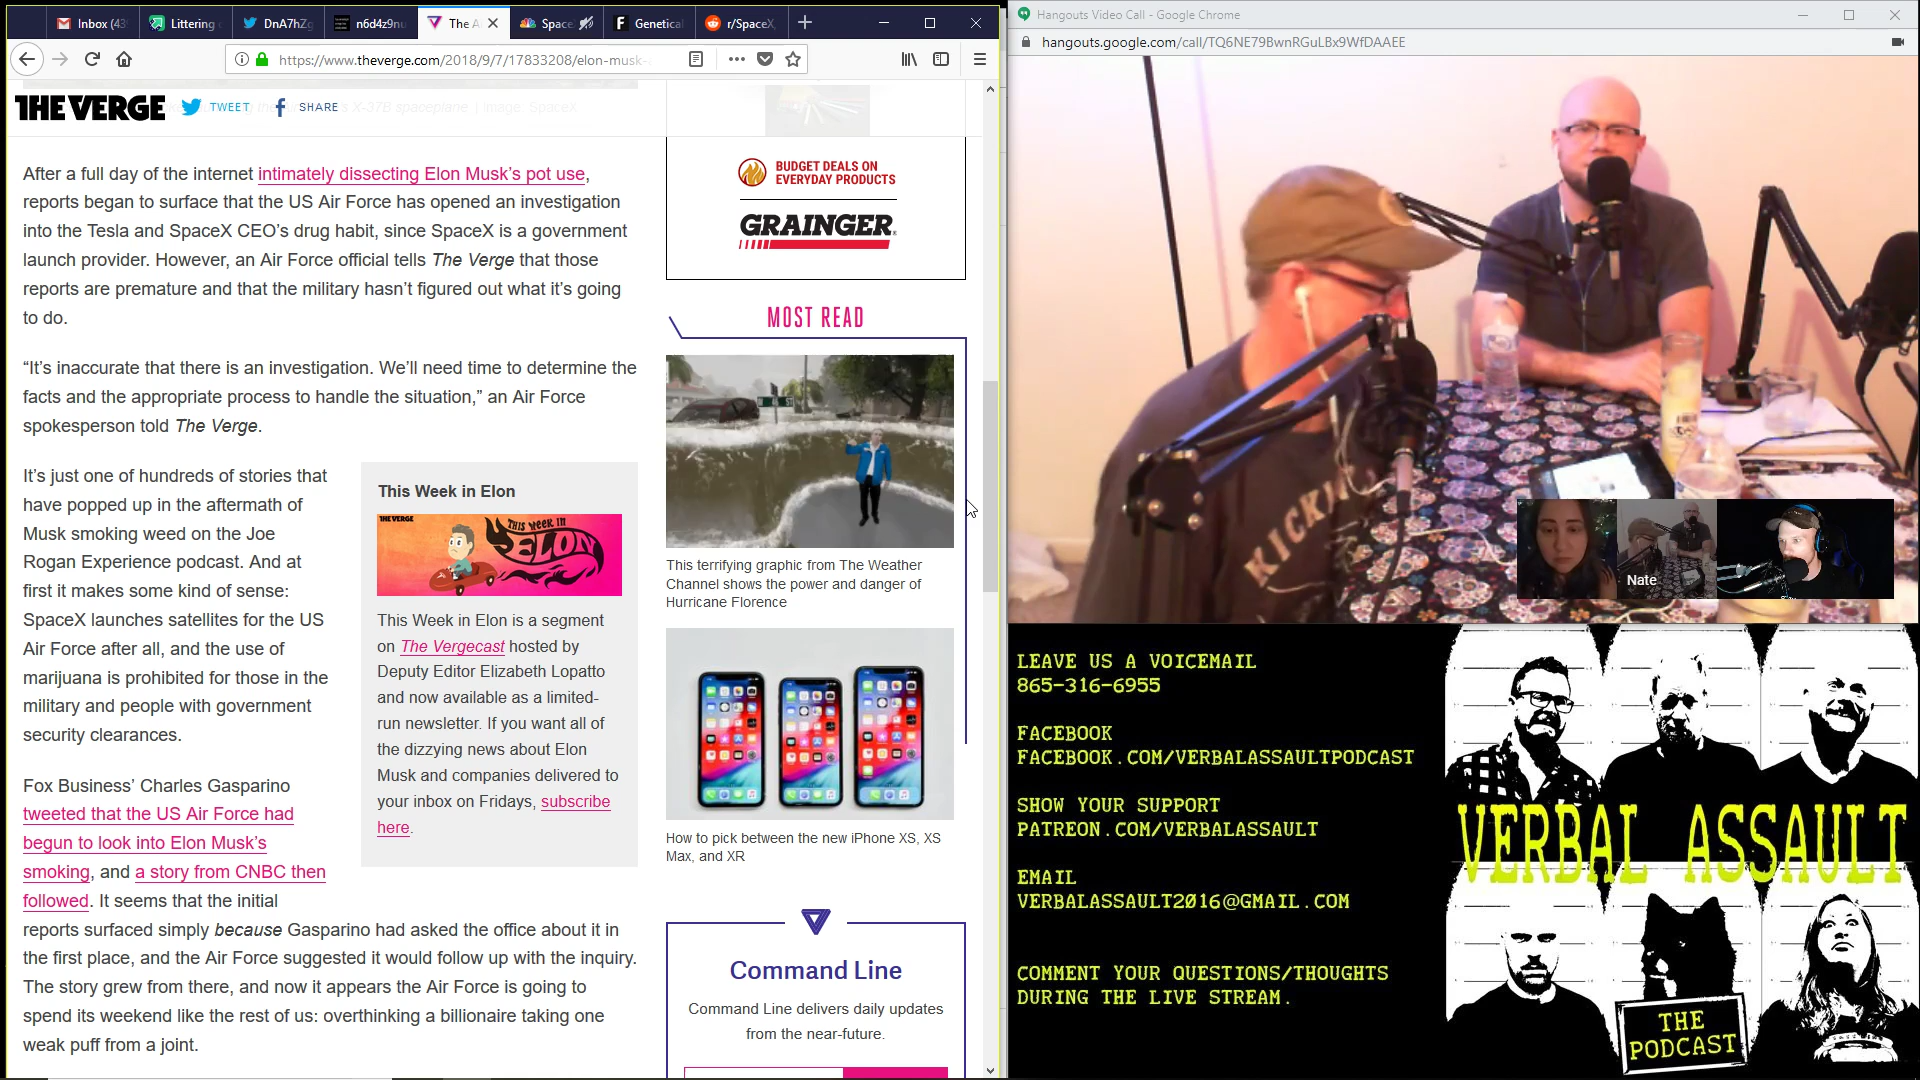 Inbox (43
Littering
DnA7hZg
n6d4z9nu
The A
Space
Genetical
r/SpaceX,
https://www.theverge.com/2018/9/7/17833208/elon-musk-
THE VERGE
TWEET
SHARE
X-37B spaceplane | Image: SpaceX
After a full day of the internet intimately dissecting Elon Musk’s pot use,
reports began to surface that the US Air Force has opened an investigation
into the Tesla and SpaceX CEO’s drug habit, since SpaceX is a government
launch provider. However, an Air Force official tells The Verge that those
reports are premature and that the military hasn’t figured out what it’s going
to do.
“It’s inaccurate that there is an investigation. We’ll need time to determine the
facts and the appropriate process to handle the situation,” an Air Force
spokesperson told The Verge.
It’s just one of hundreds of stories that
have popped up in the aftermath of
Musk smoking weed on the Joe
Rogan Experience podcast. And at
first it makes some kind of sense:
SpaceX launches satellites for the US
Air Force after all, and the use of
marijuana is prohibited for those in the
military and people with government
security clearances.
Fox Business’ Charles Gasparino
tweeted that the US Air Force had
begun to look into Elon Musk’s
smoking, and a story from CNBC then
followed. It seems that the initial
reports surfaced simply because Gasparino had asked the office about it in
the first place, and the Air Force suggested it would follow up with the inquiry.
The story grew from there, and now it appears the Air Force is going to
spend its weekend like the rest of us: overthinking a billionaire taking one
weak puff from a joint.
This Week in Elon
THE VERGE
THIS WEEK IN
ELON
This Week in Elon is a segment
on The Vergecast hosted by
Deputy Editor Elizabeth Lopatto
and now available as a limited-
run newsletter. If you want all of
the dizzying news about Elon
Musk and companies delivered to
your inbox on Fridays, subscribe
here.
BUDGET DEALS ON
EVERYDAY PRODUCTS
GRAINGER
MOST READ
This terrifying graphic from The Weather
Channel shows the power and danger of
Hurricane Florence
How to pick between the new iPhone XS, XS
Max, and XR
Command Line
Command Line delivers daily updates
from the near-future.
Hangouts Video Call - Google Chrome
hangouts.google.com/call/TQ6NE79BwnRGuLBx9WfDAAEE
Nate
LEAVE US A VOICEMAIL
865-316-6955
FACEBOOK
FACEBOOK.COM/VERBALASSAULTPODCAST
SHOW YOUR SUPPORT
PATREON.COM/VERBALASSAULT
EMAIL
VERBALASSAULT2016@GMAIL.COM
COMMENT YOUR QUESTIONS/THOUGHTS
DURING THE LIVE STREAM.
VERBAL ASSAULT
THE
PODCAST